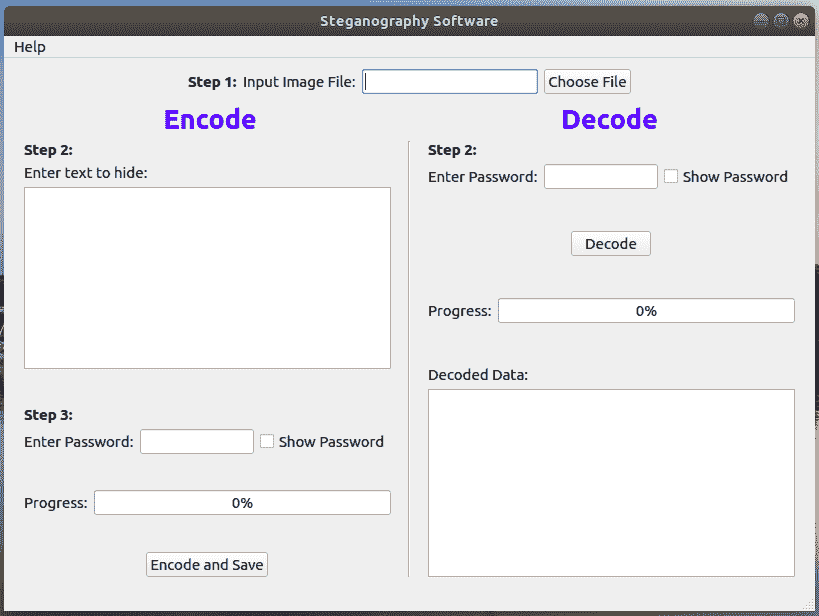 Steganography Software
Help
Step 1: Input Image File:
Choose File
Encode
Step 2:
Enter text to hide:
Step 3:
Enter Password:
Show Password
Progress:
0%
Encode and Save
Decode
Step 2:
Enter Password:
Show Password
Decode
Progress:
0%
Decoded Data: